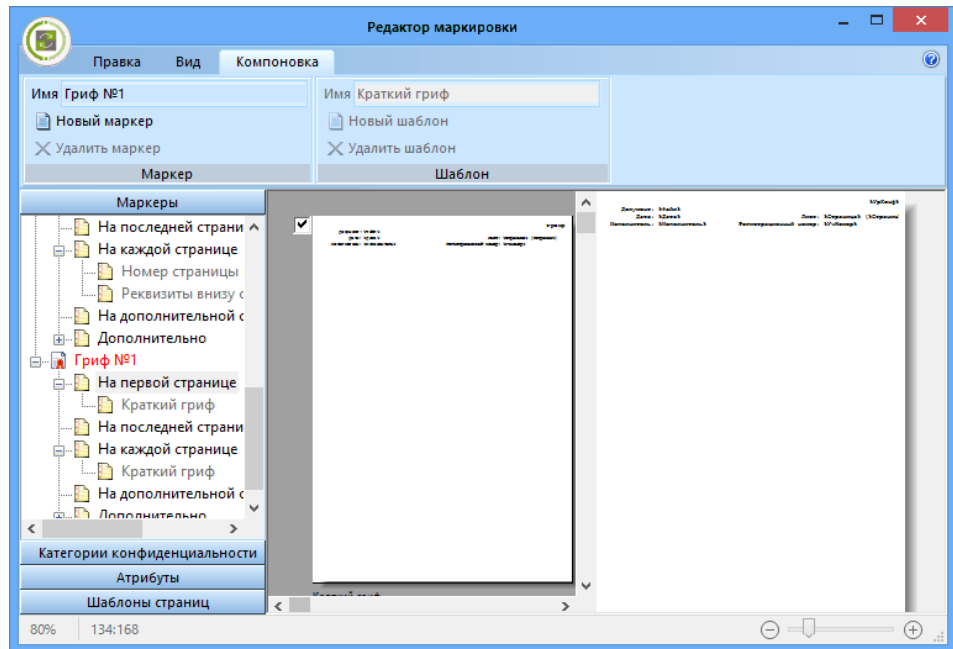 Редактор маркировки
Правка Вид Компоновка
Имя Гриф №1
Имя Краткий гриф
Новый маркер
Новый шаблон
Удалить маркер
Удалить шаблон
Маркер
Шаблон
Маркеры
На последней страни
На каждой странице
Номер страницы
Реквизиты внизу с
На дополнительной с
Дополнительно
Гриф №1
На первой странице
Краткий гриф
На последней страни
На каждой странице
Краткий гриф
На дополнительной с
Дополнительно
Категории конфиденциальности
Атрибуты
Шаблоны страниц
Краткий гриф
80% 134:168